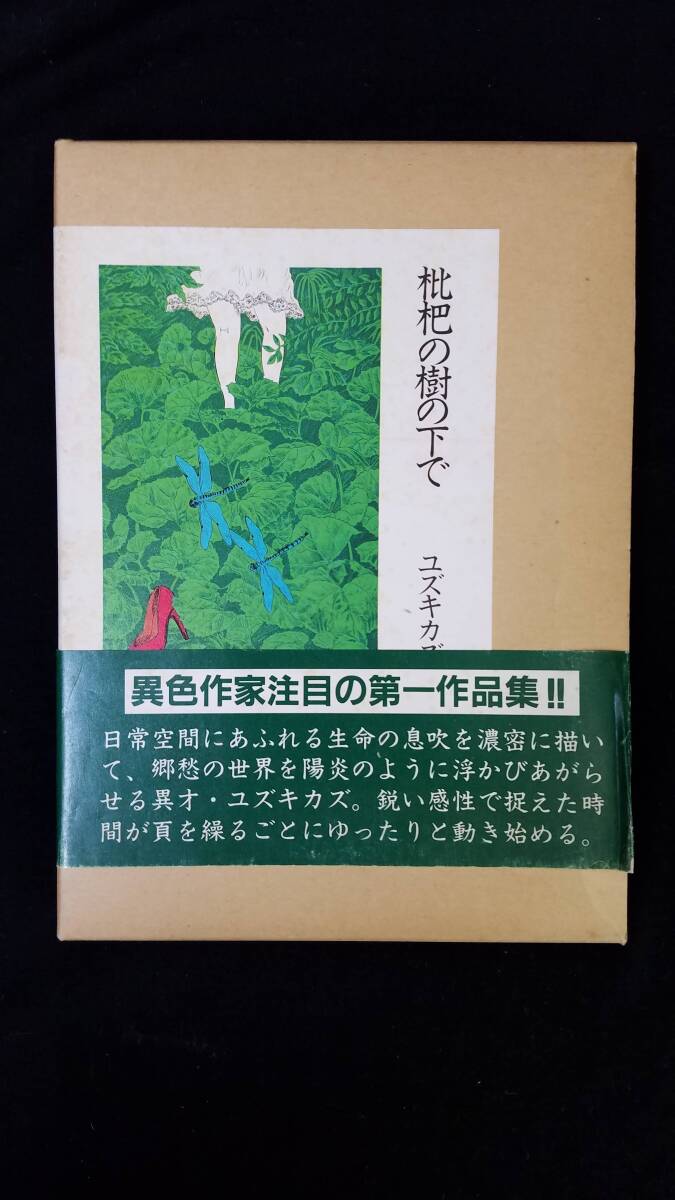 枇杷の樹の下で
ユズキカズ
異色作家注目の第一作品集!!
日常空間にあふれる生命の息吹を濃密に描い
て、郷愁の世界を陽炎のように浮かびあがら
せる異才・ユズキカズ。鋭い感性で捉えた時
間が頁を繰るごとにゆったりと動き始める。